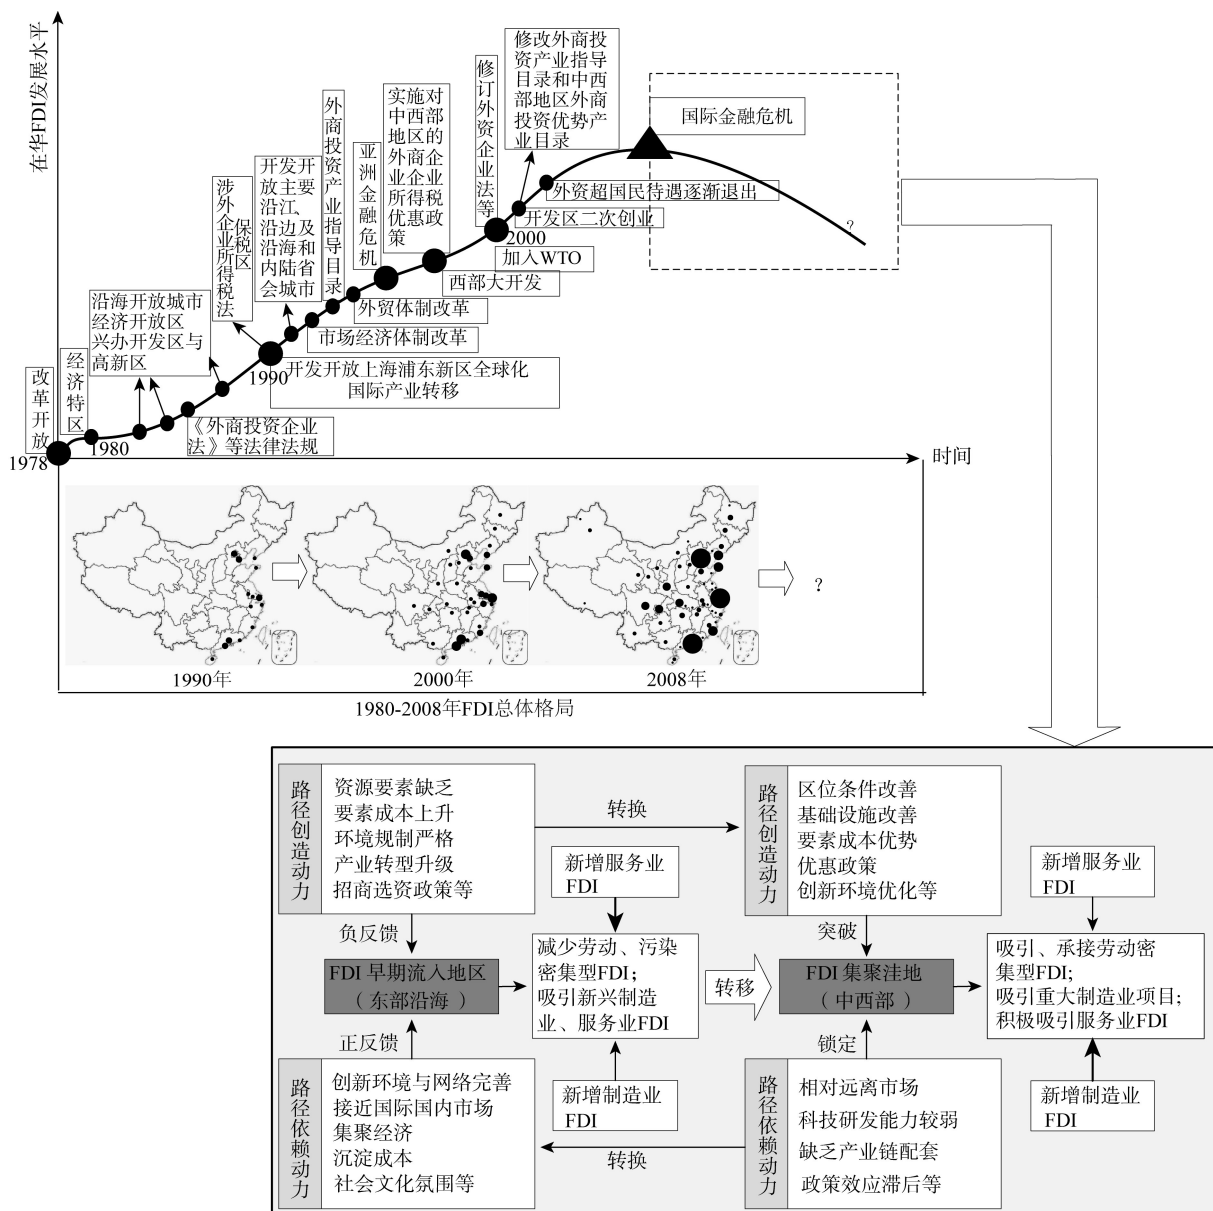 在华FDI发展水平
改革开放
1978
经济特区
1980
沿海开放城市
经济开放区
兴办开发区与
高新区
《外商投资企业
法》等法律法规
涉外企业所得税法
保税区
1990
开发开放上海浦东新区全球化
国际产业转移
开发开
放主要
沿江、
沿边及
沿海和
内陆省
会城市
市场经济体制改革
外商投资产业指导目录
外贸体制改革
亚洲金融危机
实施对
中西部
地区的
外商企
业企业
所得税
优惠政
策
西部大开发
修订外资企业法等
2000
加入WTO
修改外商投
资产业指导
目录和中西
部地区外商
投资优势产
业目录
开发区二次创业
外资超国民待遇逐渐退出
国际金融危机
?
时间
?
1990年
2000年
2008年
1980-2008年FDI总体格局
路径创造动力
资源要素缺乏
要素成本上升
环境规制严格
产业转型升级
招商选资政策等
转换
路径创造动力
区位条件改善
基础设施改善
要素成本优势
优惠政策
创新环境优化等
新增服务业
FDI
新增服务业
FDI
负反馈
突破
FDI 早期流入地区
（东部沿海）
减少劳动、污染
密集型FDI；
吸引新兴制造
业、服务业FDI
转移
FDI 集聚洼地
（中西部）
吸引、承接劳动密
集型FDI;
吸引重大制造业项目;
积极吸引服务业FDI
正反馈
锁定
新增制造业
FDI
新增制造业
FDI
路径依赖动力
创新环境与网络完善
接近国际国内市场
集聚经济
沉淀成本
社会文化氛围等
转换
路径依赖动力
相对远离市场
科技研发能力较弱
缺乏产业链配套
政策效应滞后等